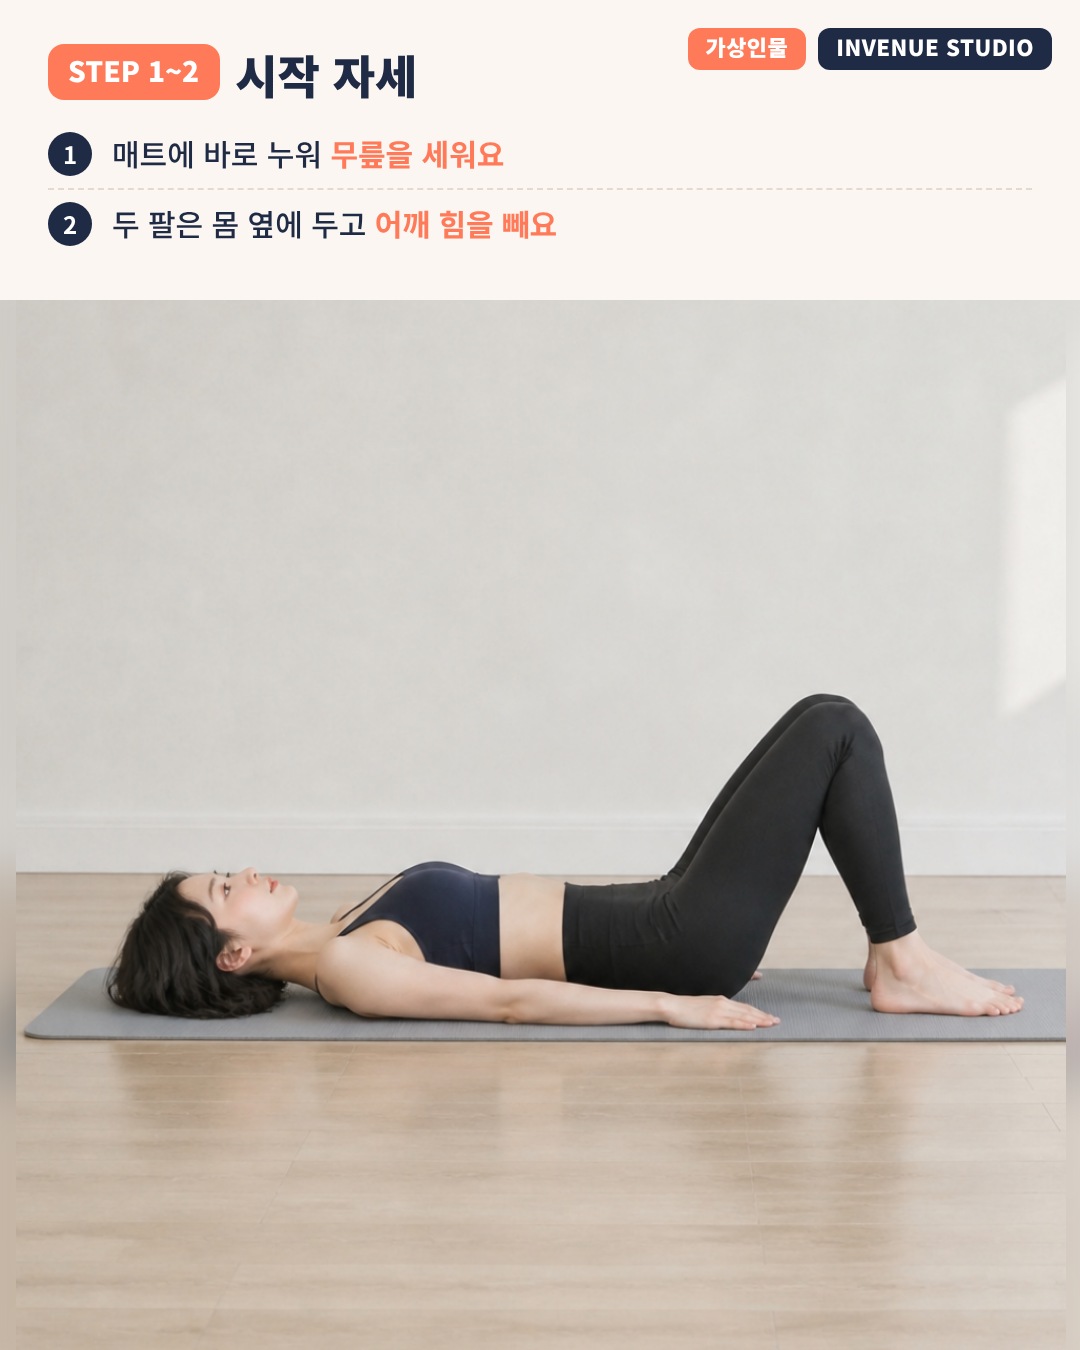 가상인물
INVENUE STUDIO
STEP 1~2 시작 자세
1 매트에 바로 누워 무릎을 세워요
2 두 팔은 몸 옆에 두고 어깨 힘을 빼요